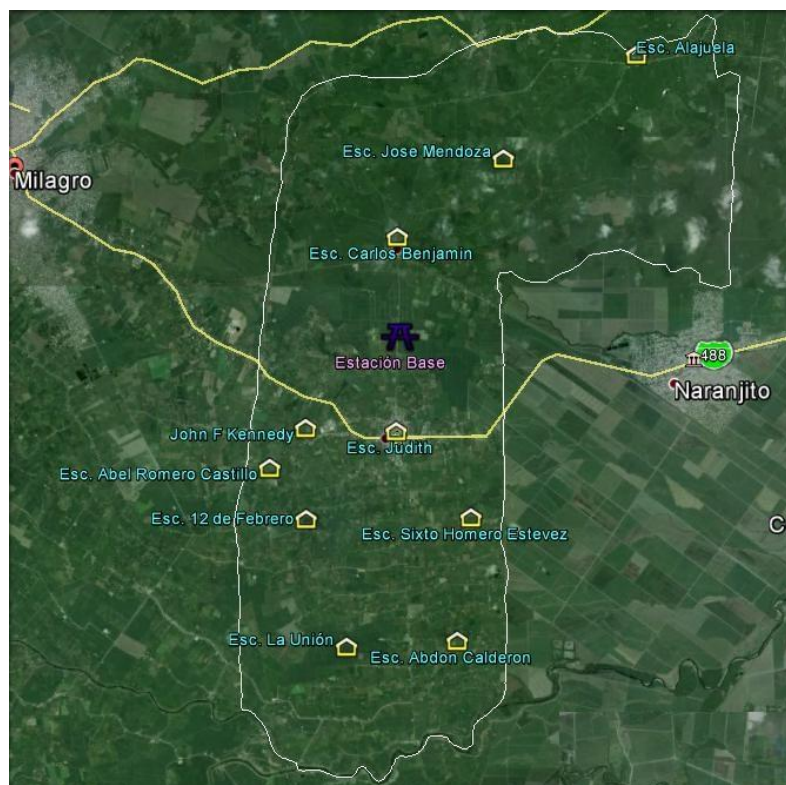 Esc. Alajuela
Esc. Jose Mendoza
Milagro
Esc. Carlos Benjamin
Estación Base
488
Naranjito
John F Kennedy
Esc. Judith
Esc. Abel Romero Castillo
Esc. 12 de Febrero
Esc. Sixto Homero Estevez
C
Esc. La Unión
Esc. Abdon Calderon